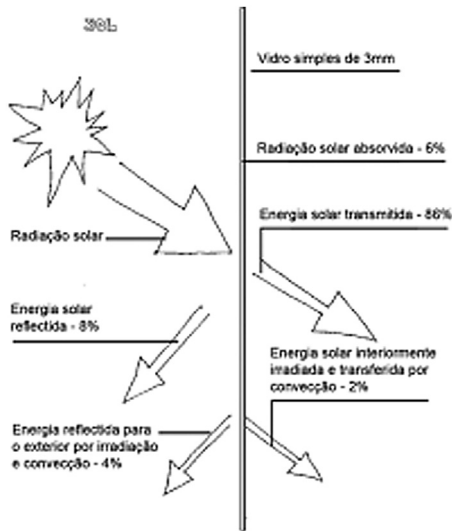 SOL
Vidro simples de 3mm
Radiação solar absorvida - 6%
Energia solar transmitida - 86%
Radiação solar
Energia solar
reflectida - 8%
Energia solar interiormente
irradiada e transferida por
convecção - 2%
Energia reflectida para
o exterior por irradiação
e convecção - 4%